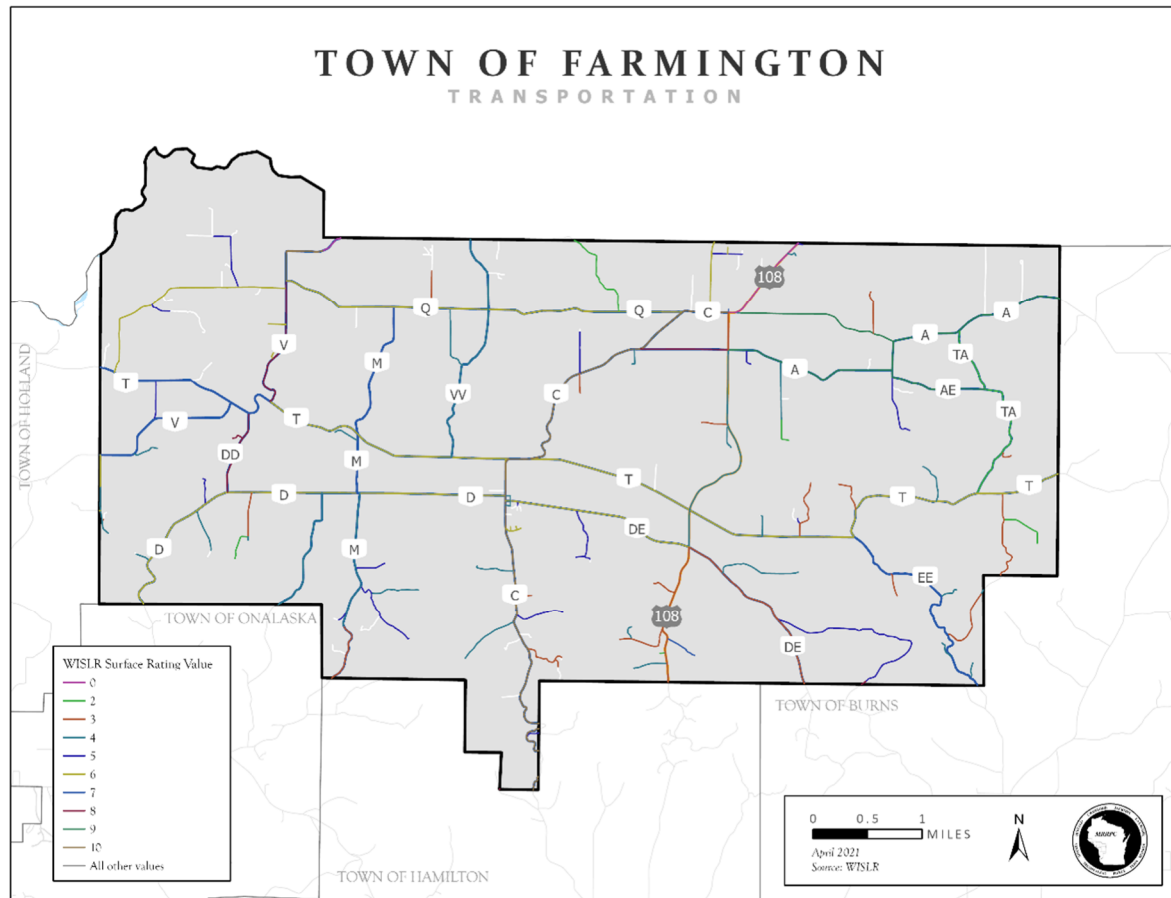 TOWN OF FARMINGTON
TRANSPORTATION
108
Q
Q
C
A
A
V
M
TA
T
A
AE
VV
C
V
T
TA
DD
M
T
D
D
T
T
DE
D
M
EE
C
108
DE
TOWN OF HOELAND
TOWN OF ONALASKA
TOWN OF BURNS
TOWN OF HAMILTON
WISLR Surface Rating Value
0
2
3
4
5
6
7
8
9
10
All other values
0 0.5 1
MILES
April 2021
Source: WISLR
N
MRRPC